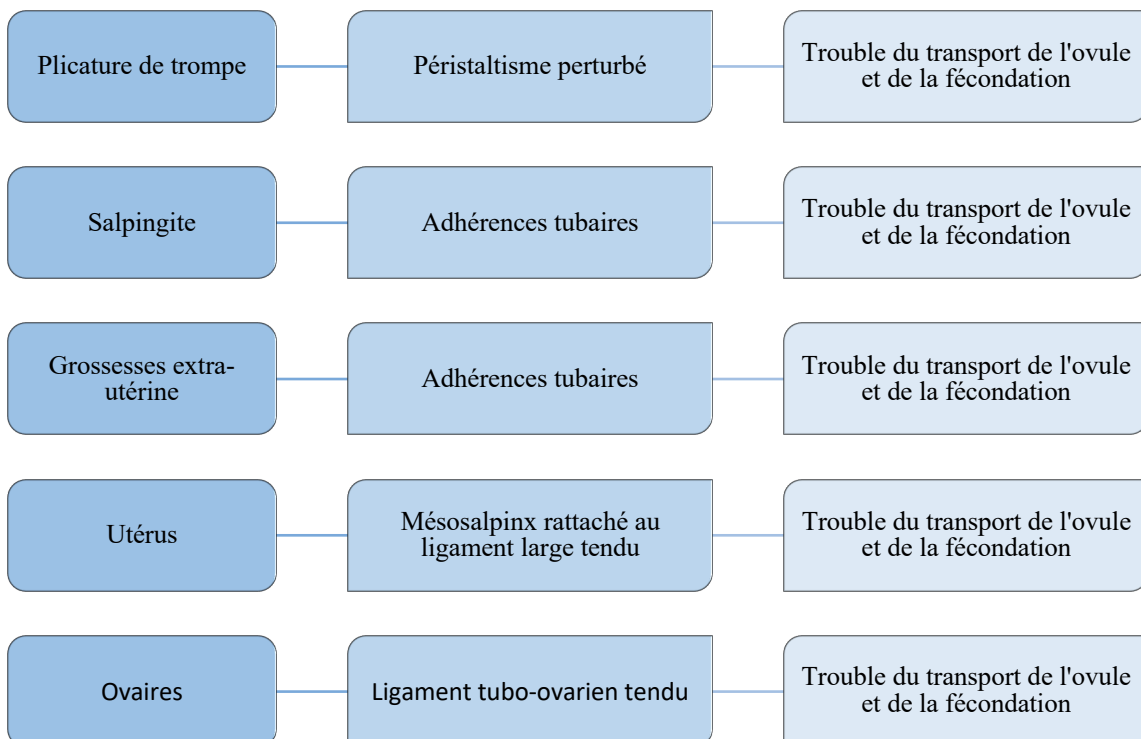 Plicature de trompe
Péristaltisme perturbé
Trouble du transport de l'ovule
et de la fécondation
Salpingite
Adhérences tubaires
Trouble du transport de l'ovule
et de la fécondation
Grossesses extra-
utérine
Adhérences tubaires
Trouble du transport de l'ovule
et de la fécondation
Utérus
Mésosalpinx rattaché au
ligament large tendu
Trouble du transport de l'ovule
et de la fécondation
Ovaires
Ligament tubo-ovarien tendu
Trouble du transport de l'ovule
et de la fécondation